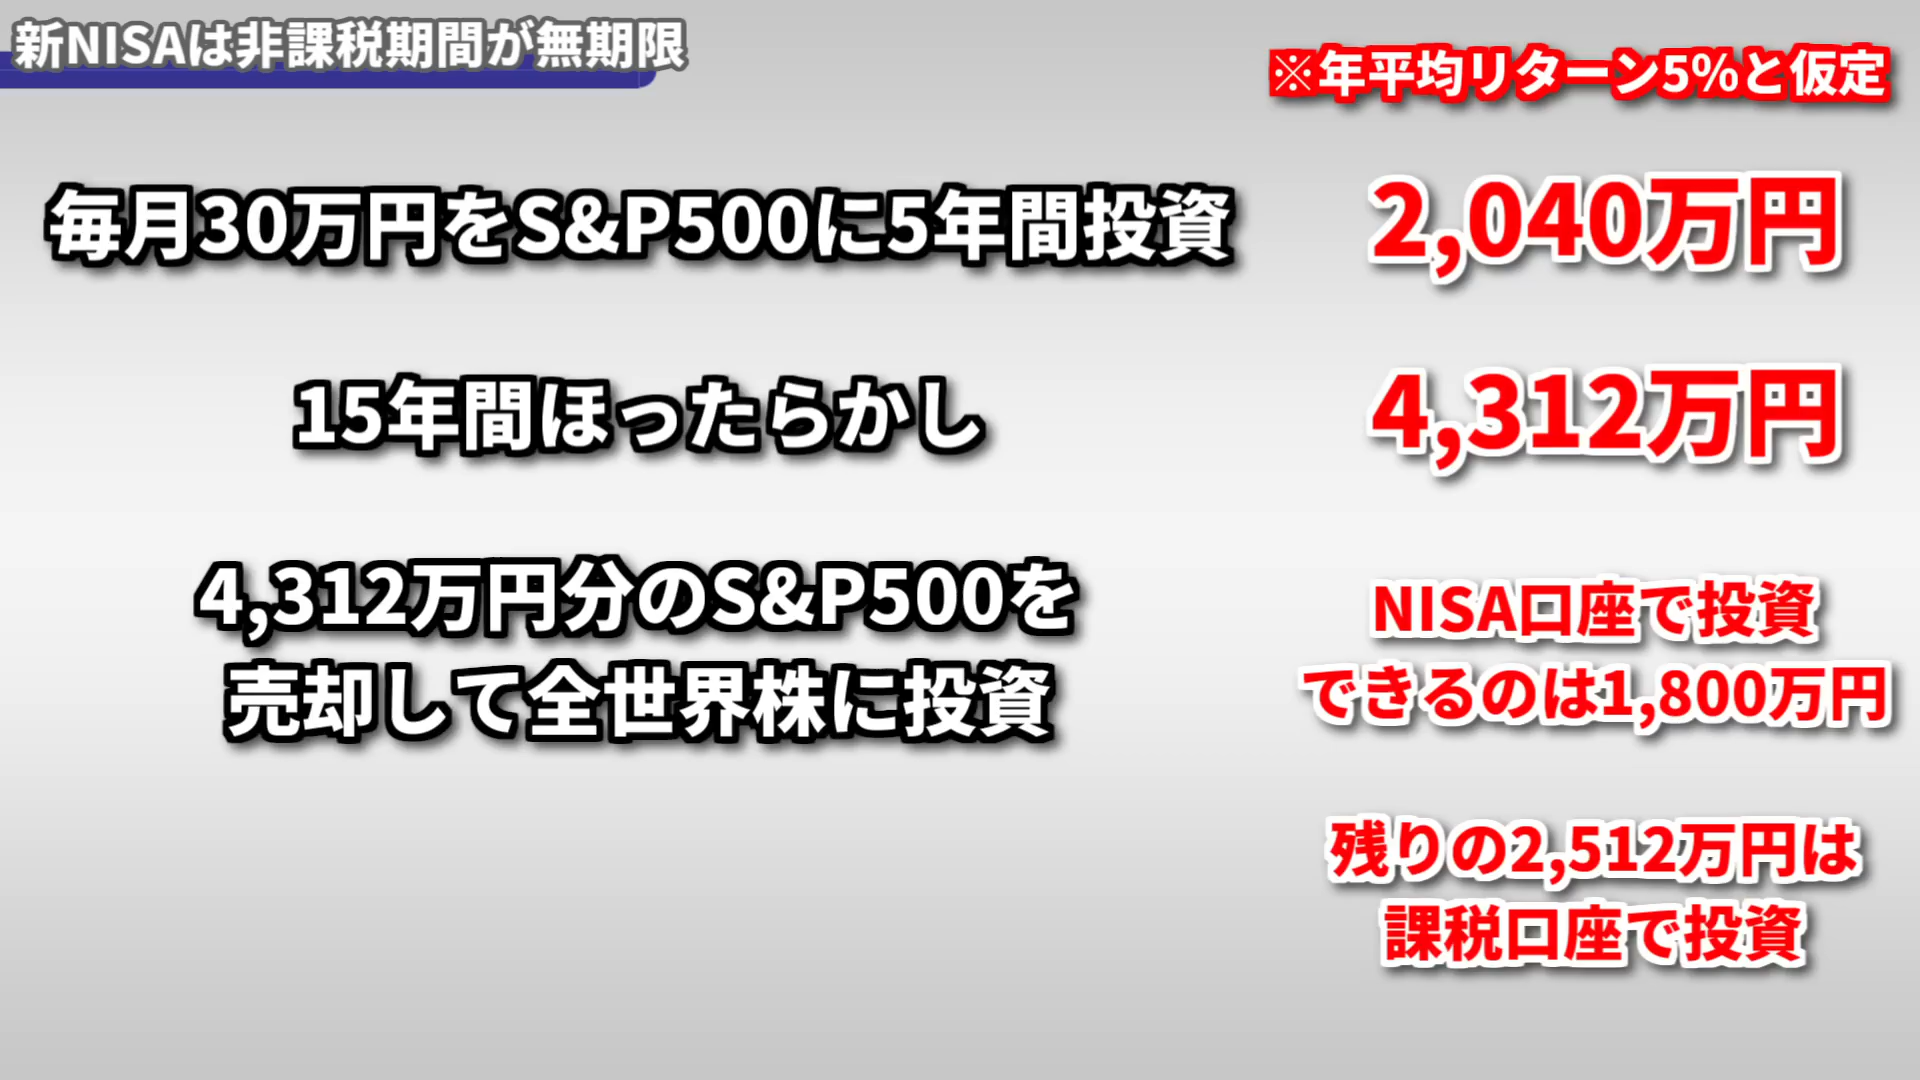 新NISAは非課税期間が無期限
※年平均リターン5%と仮定
毎月30万円をS&P500に5年間投資
2,040万円
15年間ほったらかし
4,312万円
4,312万円分のS&P500を
売却して全世界株に投資
NISA口座で投資
できるのは1,800万円
残りの2,512万円は
課税口座で投資